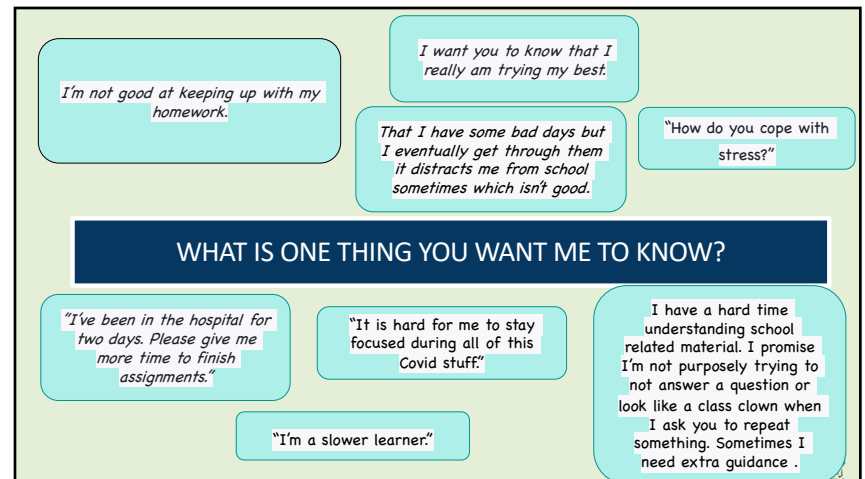 I want you to know that I
really am trying my best.
I'm not good at keeping up with my
homework.
That I have some bad days but
I eventually get through them
it distracts me from school
sometimes which isn't good.
"How do you cope with
stress?"
WHAT IS ONE THING YOU WANT ME TO KNOW?
"I've been in the hospital for
two days. Please give me
more time to finish
assignments."
"It is hard for me to stay
focused during all of this
Covid stuff."
I have a hard time
understanding school
related material. I promise
I'm not purposely trying to
not answer a question or
look like a class clown when
I ask you to repeat
something. Sometimes I
need extra guidance .
"I'm a slower learner."